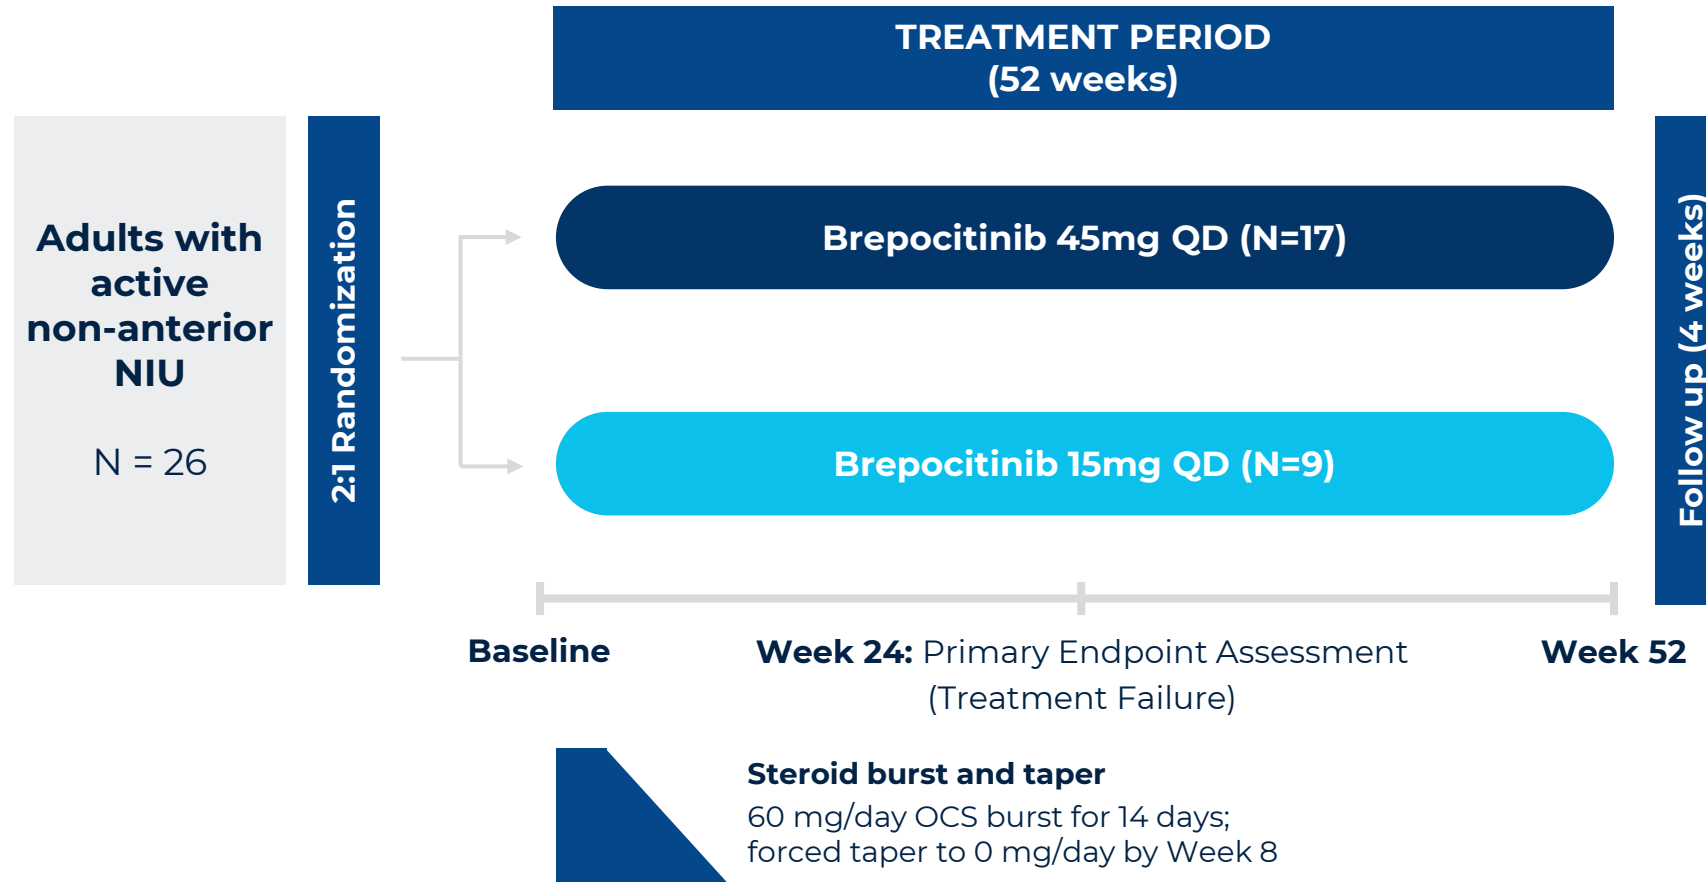 TREATMENT PERIOD
(52 weeks)
Adults with
active
non-anterior
NIU
N = 26
2:1 Randomization
Brepocitinib 45mg QD (N=17)
Brepocitinib 15mg QD (N=9)
Follow up (4 weeks)
Baseline
Week 24: Primary Endpoint Assessment
(Treatment Failure)
Week 52
Steroid burst and taper
60 mg/day OCS burst for 14 days;
forced taper to 0 mg/day by Week 8